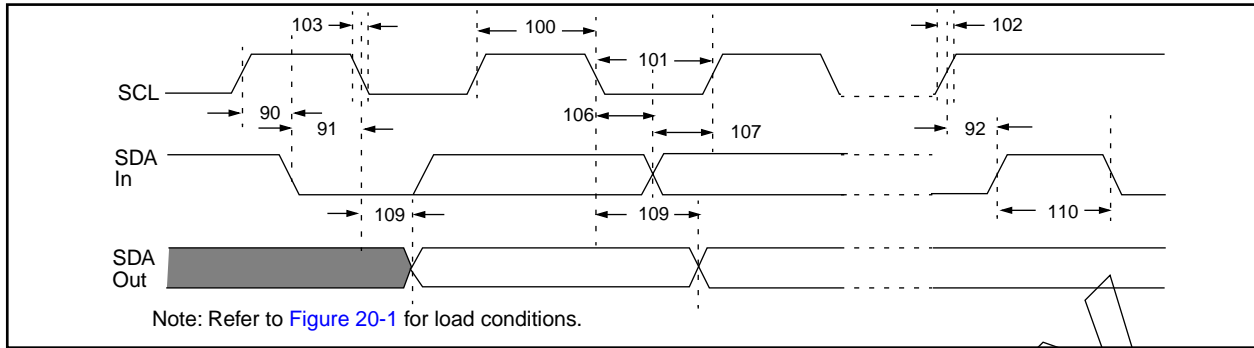 103
100
101
102
SCL
90
91
106
107
92
SDA
In
109
109
110
SDA
Out
Note: Refer to Figure 20-1 for load conditions.